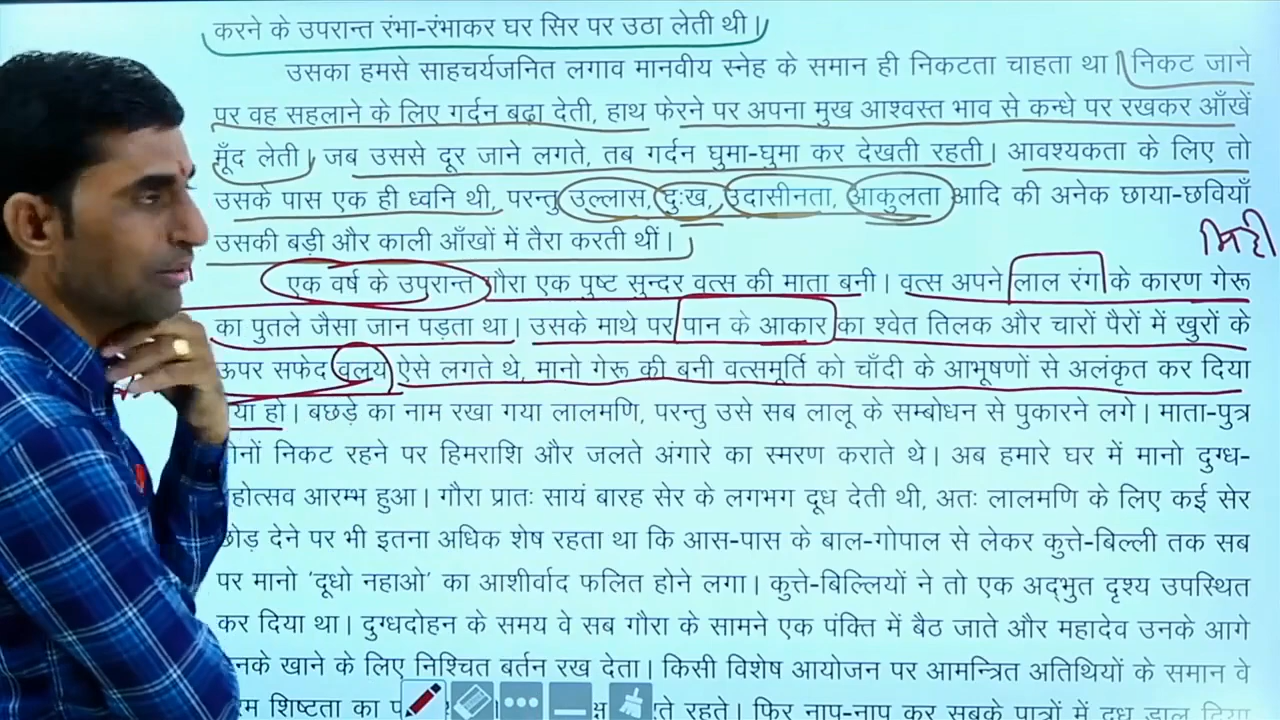 करने के उपरान्त रंभा-रंभाकर घर सिर पर उठा लेती थी।
उसका हमसे साहचर्यजनित लगाव मानवीय स्नेह के समान ही निकटता चाहता था। निकट जाने
पर वह सहलाने के लिए गर्दन बढ़ा देती, हाथ फेरने पर अपना मुख आश्वस्त भाव से कन्धे पर रखकर आँखें
मूँद लेती। जब उससे दूर जाने लगते, तब गर्दन घुमा-घुमा कर देखती रहती। आवश्यकता के लिए तो
उसके पास एक ही ध्वनि थी, परन्तु उल्लास, दुःख, उदासीनता, आकुलता आदि की अनेक छाया-छवियाँ
उसकी बड़ी और काली आँखों में तैरा करती थीं।
एक वर्ष के उपरान्त गौरा एक पुष्ट सुन्दर वत्स की माता बनी। वत्स अपने लाल रंग के कारण गेरू
का पुतले जैसा जान पड़ता था। उसके माथे पर पान के आकार का श्वेत तिलक और चारों पैरों में खुरों के
ऊपर सफेद वलय ऐसे लगते थे, मानो गेरू की बनी वत्समूर्ति को चाँदी के आभूषणों से अलंकृत कर दिया
या हो। बछड़े का नाम रखा गया लालमणि, परन्तु उसे सब लालू के सम्बोधन से पुकारने लगे। माता-पुत्र
ोनों निकट रहने पर हिमराशि और जलते अंगारे का स्मरण कराते थे। अब हमारे घर में मानो दुग्ध-
होत्सव आरम्भ हुआ। गौरा प्रातः सायं बारह सेर के लगभग दूध देती थी, अतः लालमणि के लिए कई सेर
छोड़ देने पर भी इतना अधिक शेष रहता था कि आस-पास के बाल-गोपाल से लेकर कुत्ते-बिल्ली तक सब
पर मानो 'दूधो नहाओ' का आशीर्वाद फलित होने लगा। कुत्ते-बिल्लियों ने तो एक अद्‌भुत दृश्य उपस्थित
कर दिया था। दुग्धदोहन के समय वे सब गौरा के सामने एक पंक्ति में बैठ जाते और महादेव उनके आगे
नके खाने के लिए निश्चित बर्तन रख देता। किसी विशेष आयोजन पर आमन्त्रित अतिथियों के समान वे
रम शिष्टता का रहते। फिर नाप-नाप कर सबके पात्रों में दूध डाल दिया